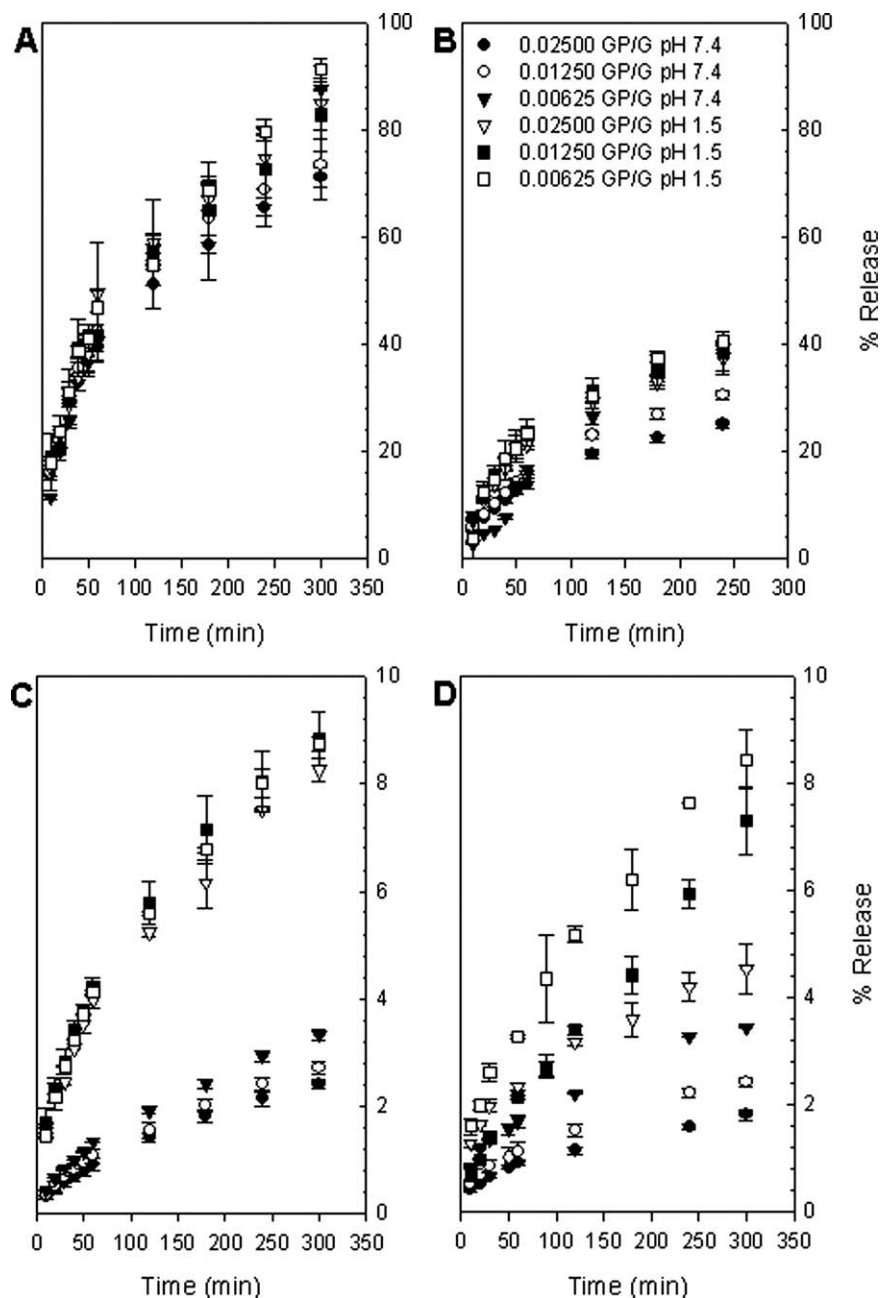 A
100
80
60
40
20
0
0 50 100 150 200 250 300 350
Time (min)
B
0.02500 GP/G pH 7.4
0.01250 GP/G pH 7.4
0.00625 GP/G pH 7.4
0.02500 GP/G pH 1.5
0.01250 GP/G pH 1.5
0.00625 GP/G pH 1.5
100
80
60
40
20
0
% Release
0 50 100 150 200 250 300
Time (min)
C
10
8
6
4
2
0
0 50 100 150 200 250 300 350
Time (min)
D
10
8
6
4
2
0
% Release
0 50 100 150 200 250 300 350
Time (min)